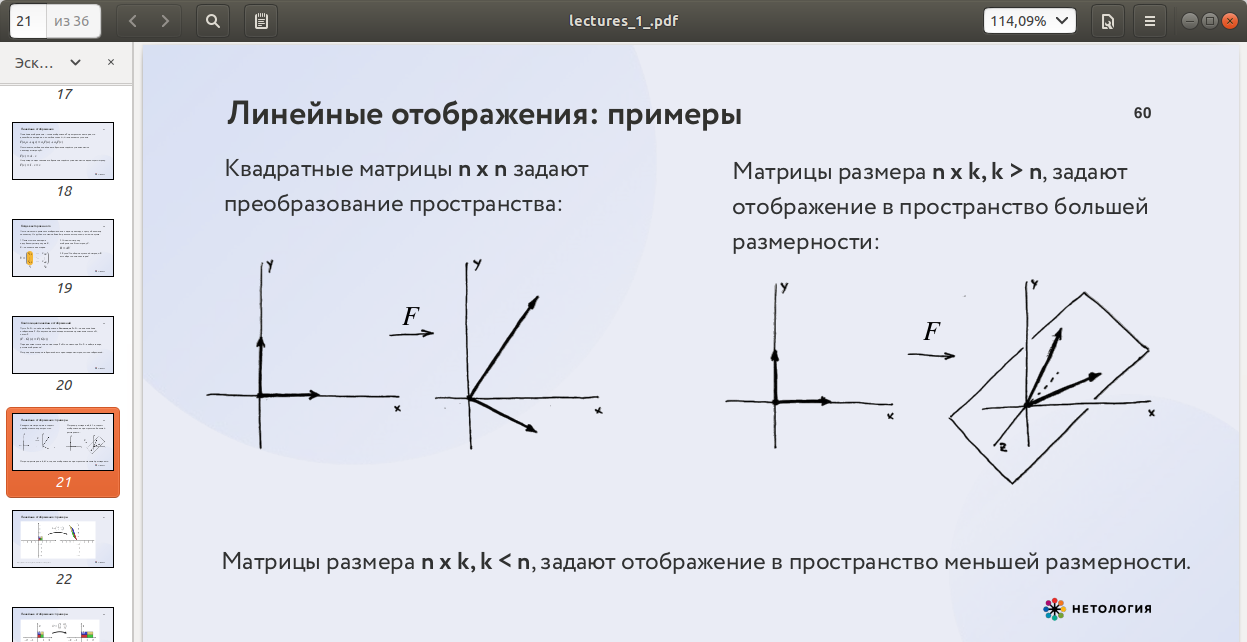 21 из 36
lectures_1_.pdf
114,09%
Эск...
17
18
19
20
21
22
Линейные отображения: примеры
60
Квадратные матрицы n x n задают
преобразование пространства:
Матрицы размера n x k, k > n, задают
отображение в пространство большей
размерности:
y
x
F
y
x
y
x
F
y
x
z
Матрицы размера n x k, k < n, задают отображение в пространство меньшей размерности.
НЕТОЛОГИЯ